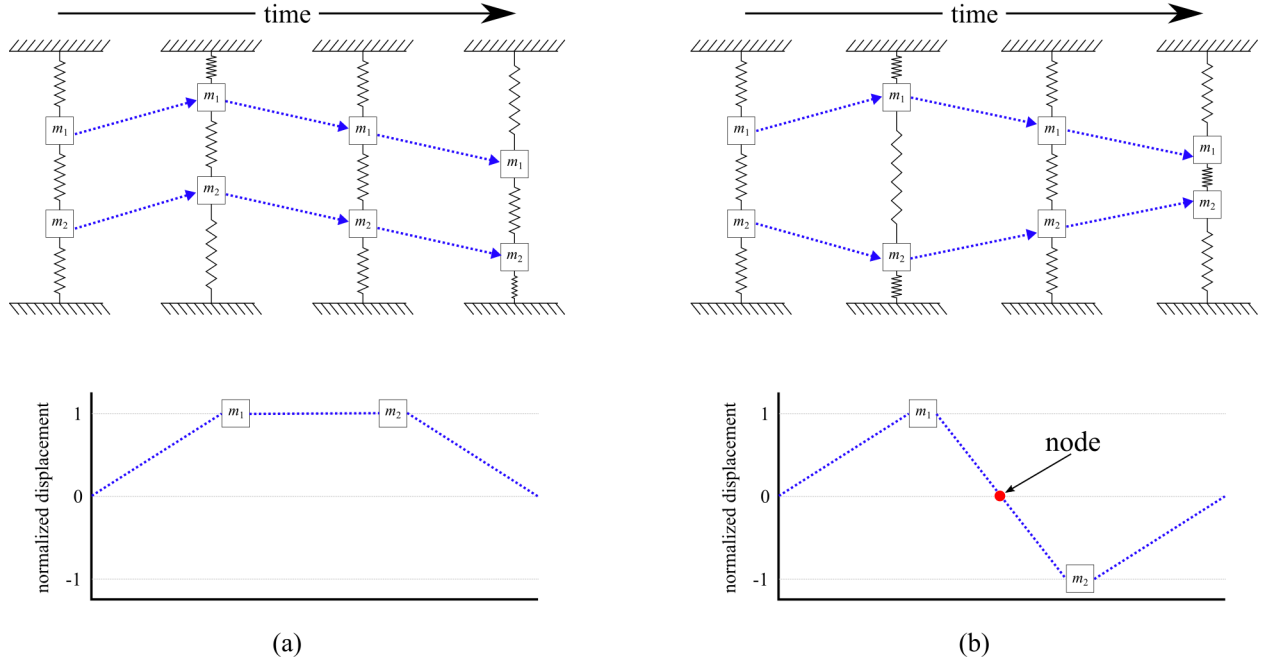 time
time
m₁
m₁
m₁
m₁
m₂
m₂
m₂
m₂
m₁
m₁
m₁
m₁
m₂
m₂
m₂
m₂
normalized displacement
1
0
-1
m₁
m₂
normalized displacement
1
0
-1
m₁
node
m₂
(a)
(b)